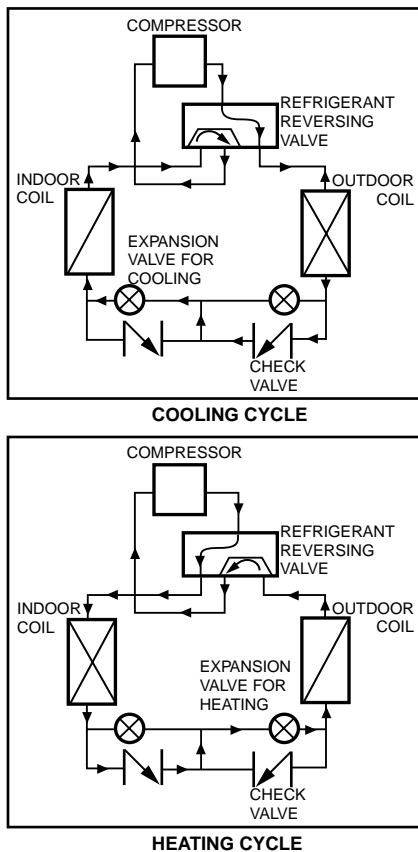 COMPRESSOR
REFRIGERANT
REVERSING
VALVE
INDOOR
COIL
OUTDOOR
COIL
EXPANSION
VALVE FOR
COOLING
CHECK
VALVE
COOLING CYCLE
COMPRESSOR
REFRIGERANT
REVERSING
VALVE
INDOOR
COIL
OUTDOOR
COIL
EXPANSION
VALVE FOR
HEATING
CHECK
VALVE
HEATING CYCLE